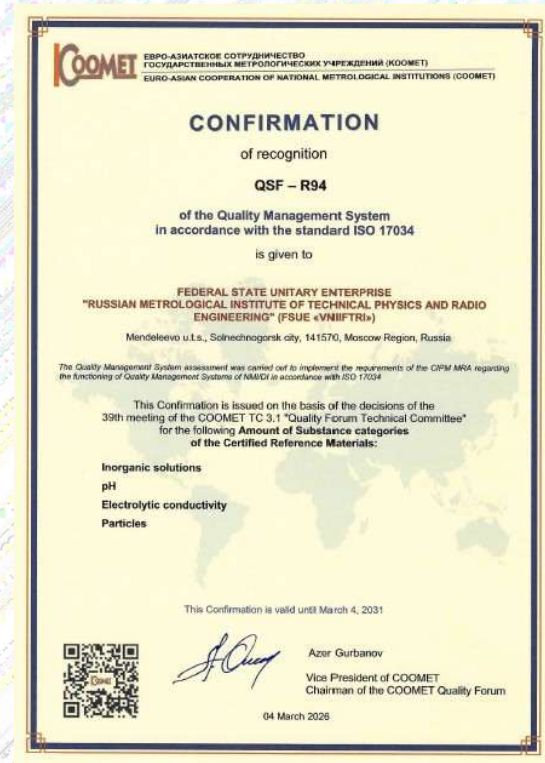 COOMET
ЕВРО-АЗИАТСКОЕ СОТРУДНИЧЕСТВО
ГОСУДАРСТВЕННЫХ МЕТРОЛОГИЧЕСКИХ УЧРЕЖДЕНИЙ (КООМЕТ)
EURO-ASIAN COOPERATION OF NATIONAL METROLOGICAL INSTITUTIONS (COOMET)
CONFIRMATION
of recognition
QSF – R94
of the Quality Management System
in accordance with the standard ISO 17034
is given to
FEDERAL STATE UNITARY ENTERPRISE
"RUSSIAN METROLOGICAL INSTITUTE OF TECHNICAL PHYSICS AND RADIO
ENGINEERING" (FSUE «VNIIFTRI»)
Mendeleevo u.t.s., Solnechnogorsk city, 141570, Moscow Region, Russia
The Quality Management System assessment was carried out to implement the requirements of the CIPM MRA regarding
the functioning of Quality Management Systems of NMI/DI in accordance with ISO 17034
This Confirmation is issued on the basis of the decisions of the
39th meeting of the COOMET TC 3.1 "Quality Forum Technical Committee"
for the following Amount of Substance categories
of the Certified Reference Materials:
Inorganic solutions
pH
Electrolytic conductivity
Particles
This Confirmation is valid until March 4, 2031
Azer Gurbanov
Vice President of COOMET
Chairman of the COOMET Quality Forum
04 March 2026